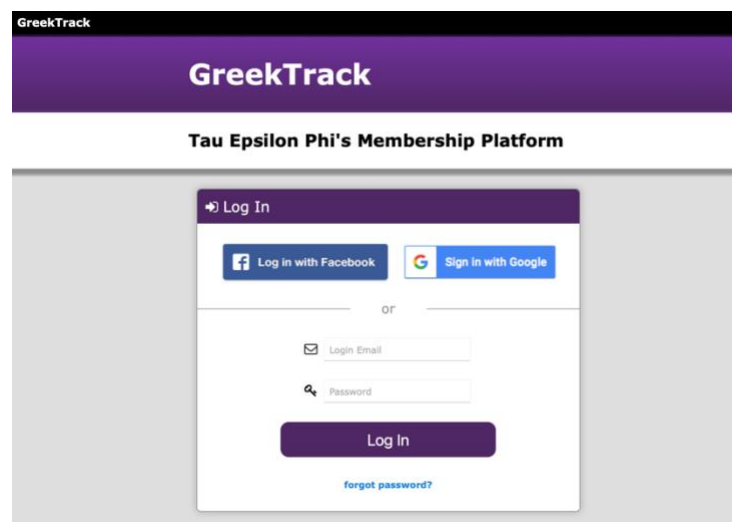 GreekTrack
GreekTrack
Tau Epsilon Phi's Membership Platform
Log In
Log in with Facebook
Sign in with Google
or
Login Email
Password
Log In
forgot password?